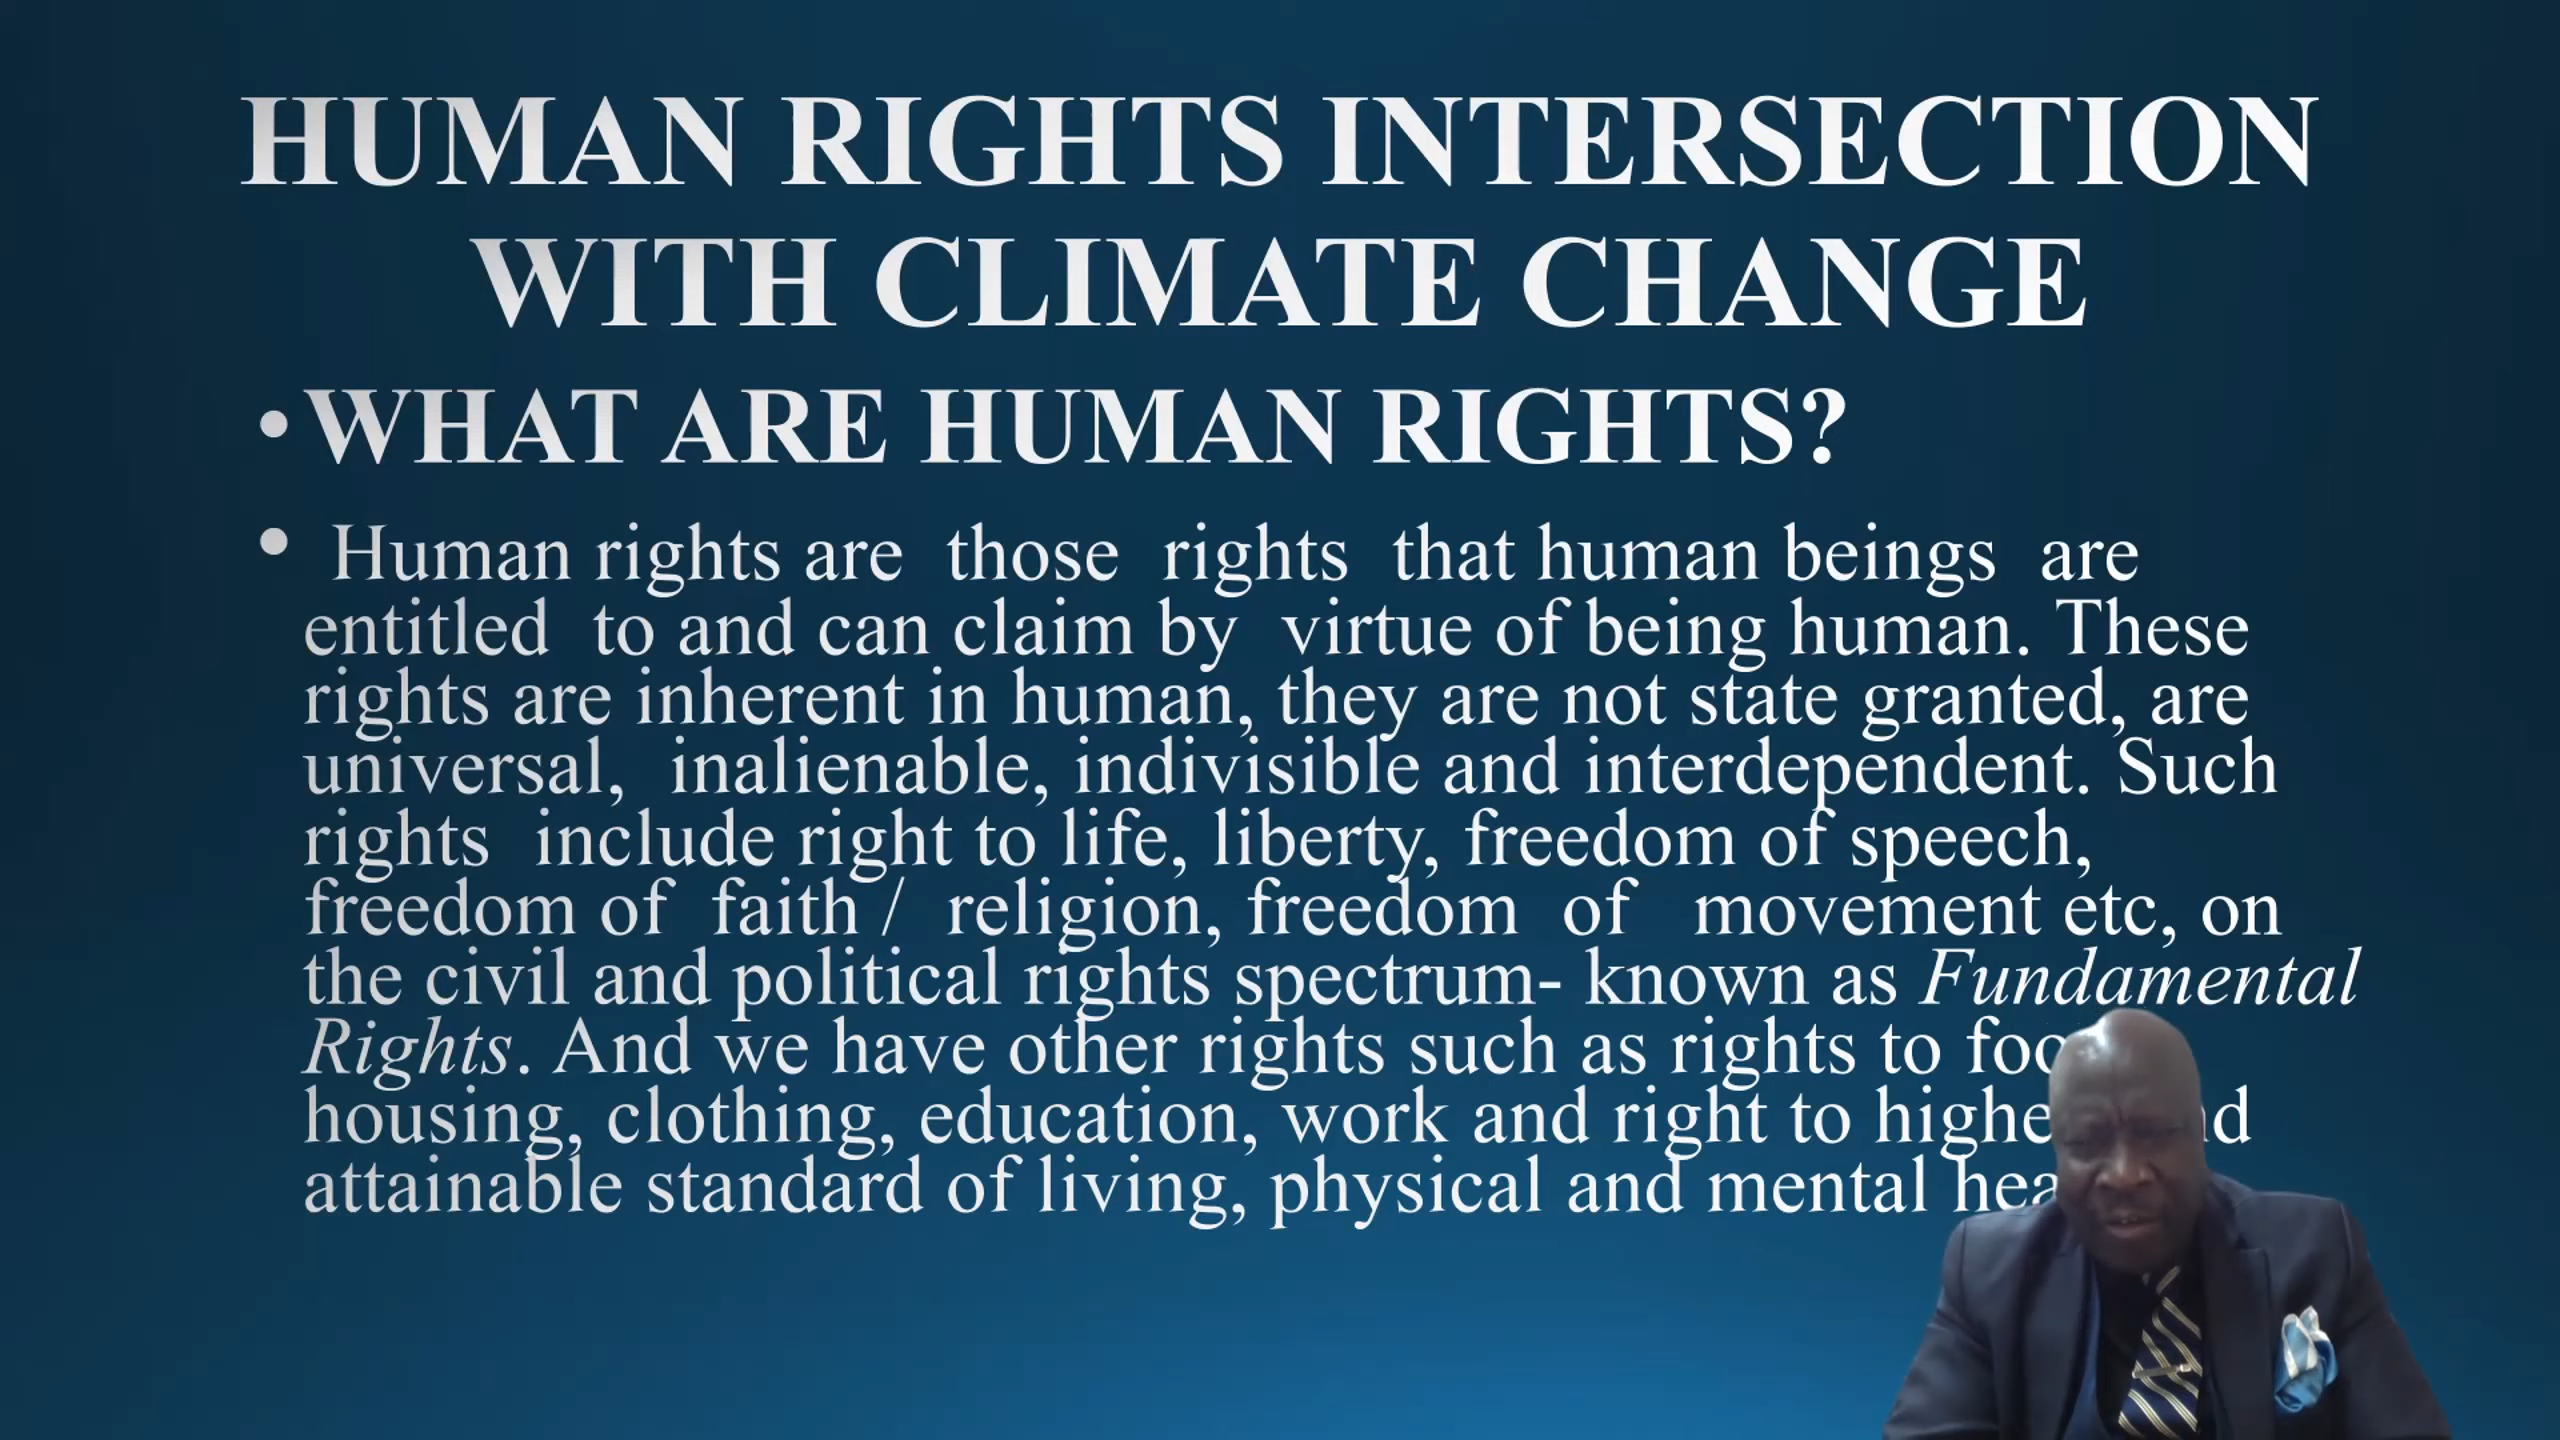 HUMAN RIGHTS INTERSECTION
WITH CLIMATE CHANGE
• WHAT ARE HUMAN RIGHTS?
• Human rights are those rights that human beings are
entitled to and can claim by virtue of being human. These
rights are inherent in human, they are not state granted, are
universal, inalienable, indivisible and interdependent. Such
rights include right to life, liberty, freedom of speech,
freedom of faith / religion, freedom of movement etc, on
the civil and political rights spectrum- known as Fundamental
Rights. And we have other rights such as rights to
housing, clothing, education, work and right to
attainable standard of living, physical and mental